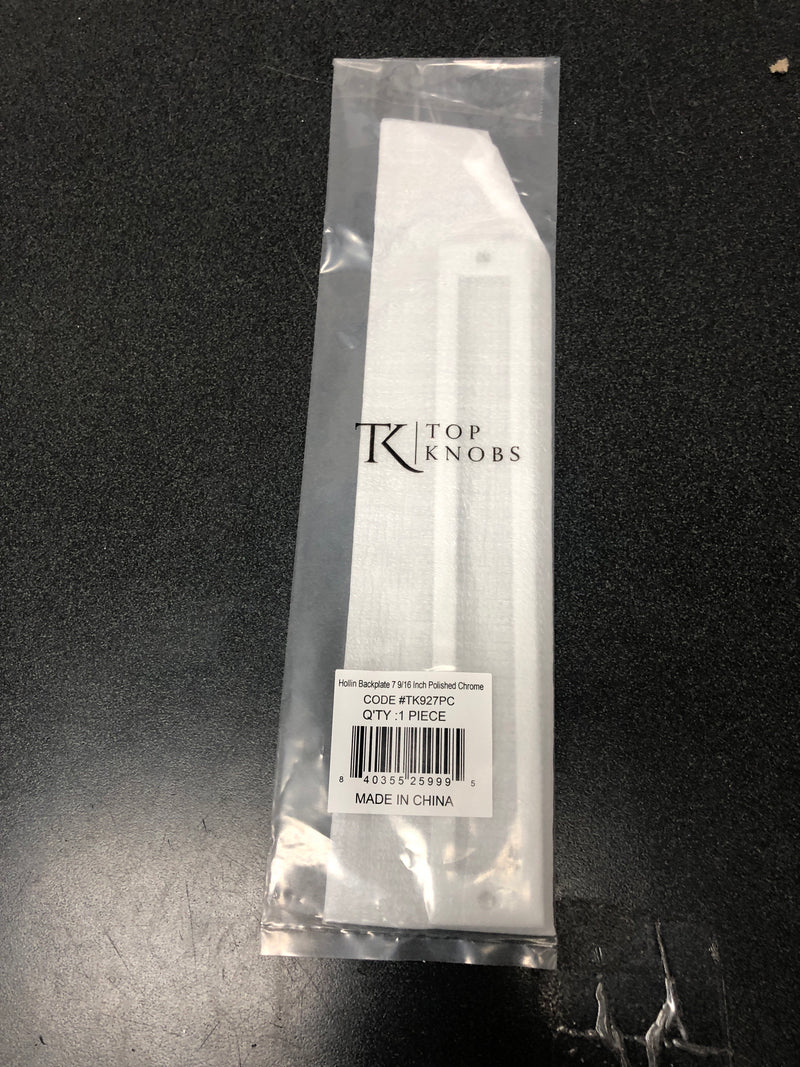 TK TOP
KNOBS
Hollin Backplate 7 9/16 Inch Polished Chrome
CODE #TK927PC
Q'TY :1 PIECE
8 40355 25999 5
MADE IN CHINA